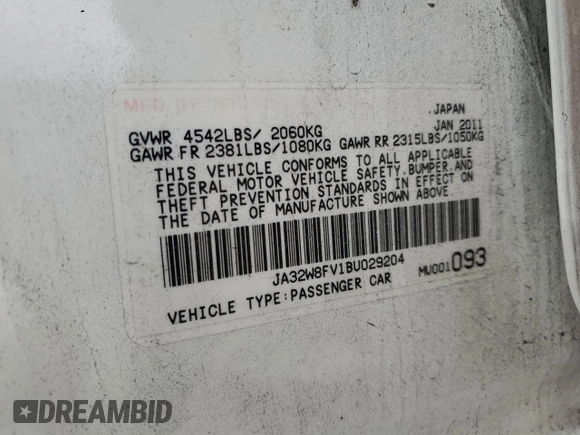 MFD BY
JAPAN
JAN 2011
GVWR 4542LBS/ 2060KG
GAWR FR 2381LBS/1080KG GAWR RR 2315LBS/1050KG
THIS VEHICLE CONFORMS TO ALL APPLICABLE
FEDERAL MOTOR VEHICLE SAFETY,BUMPER,AND
THEFT PREVENTION STANDARDS IN EFFECT ON
THE DATE OF MANUFACTURE SHOWN ABOVE.
JA32W8FV1BU029204
MU001093
VEHICLE TYPE:PASSENGER CAR
DREAMBID